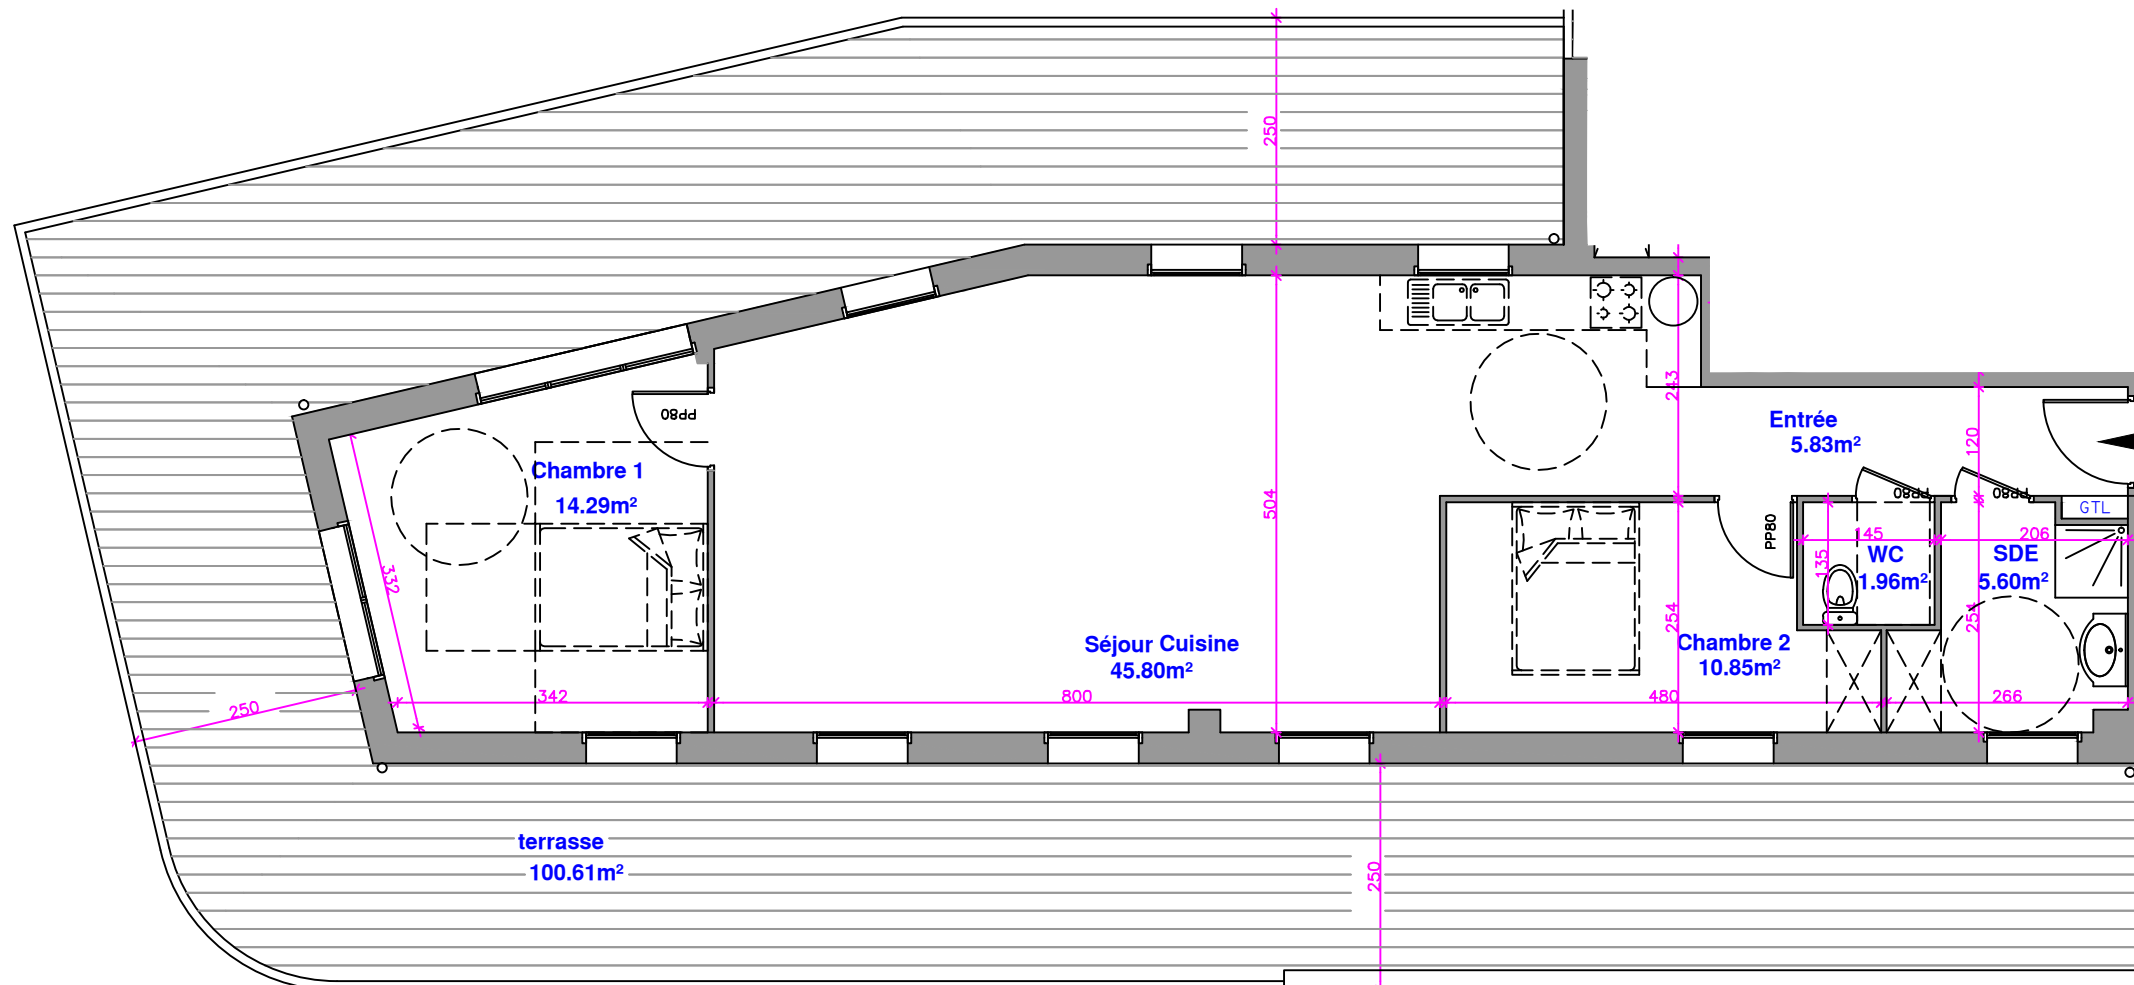 250
PP80
Entrée
5.83m²
243
120
Chambre 1
14.29m²
504
PP80
PP80
GTL
PP80
145
206
135
WC
1.96m²
SDE
5.60m²
332
254
254
Séjour Cuisine
45.80m²
Chambre 2
10.85m²
342
800
480
266
250
terrasse
100.61m²
250